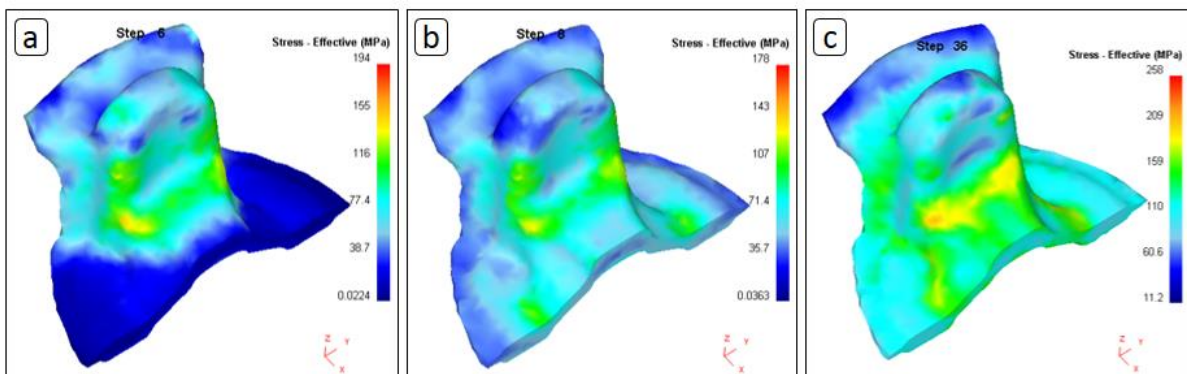 a
Step 6
Stress - Effective (MPa)
194
155
116
77.4
38.7
0.0224
Z
Y
X
b
Step 8
Stress - Effective (MPa)
178
143
107
71.4
35.7
0.0363
Z
Y
X
c
Step 36
Stress - Effective (MPa)
258
209
159
110
60.6
11.2
Z
Y
X